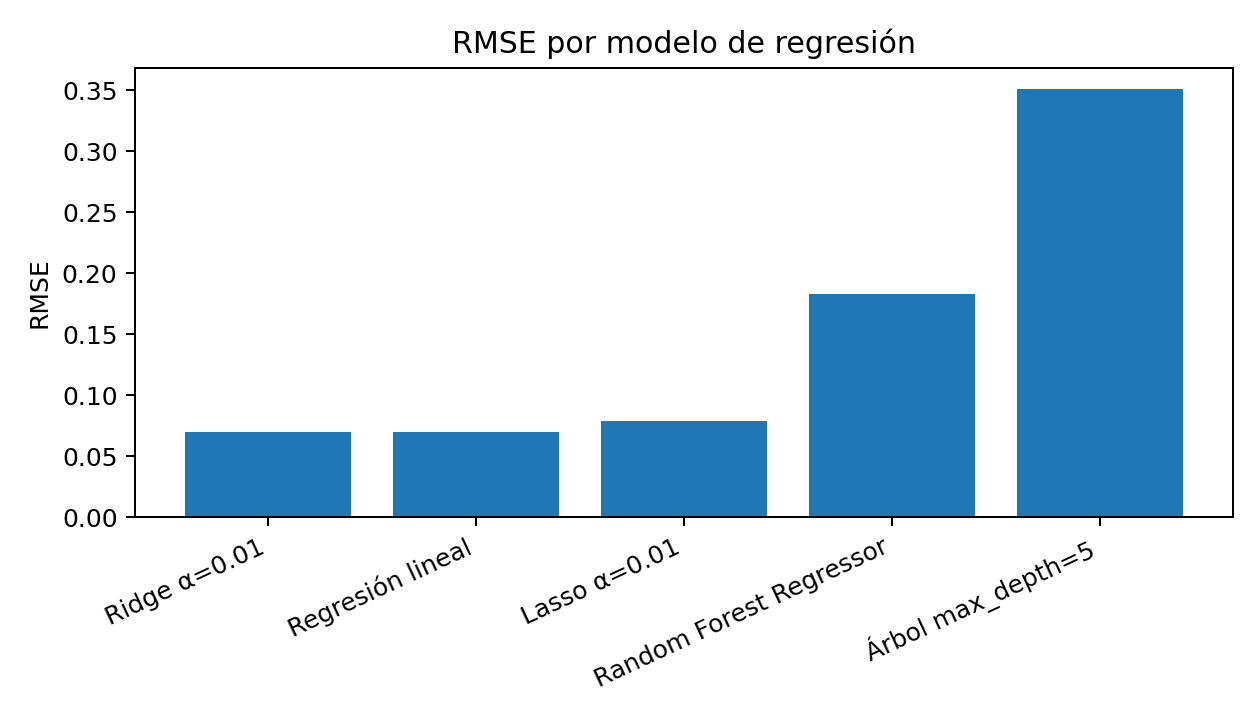 RMSE por modelo de regresión
RMSE
0.35
0.30
0.25
0.20
0.15
0.10
0.05
0.00
Ridge α=0.01
Regresión lineal
Lasso α=0.01
Random Forest Regressor
Árbol max_depth=5